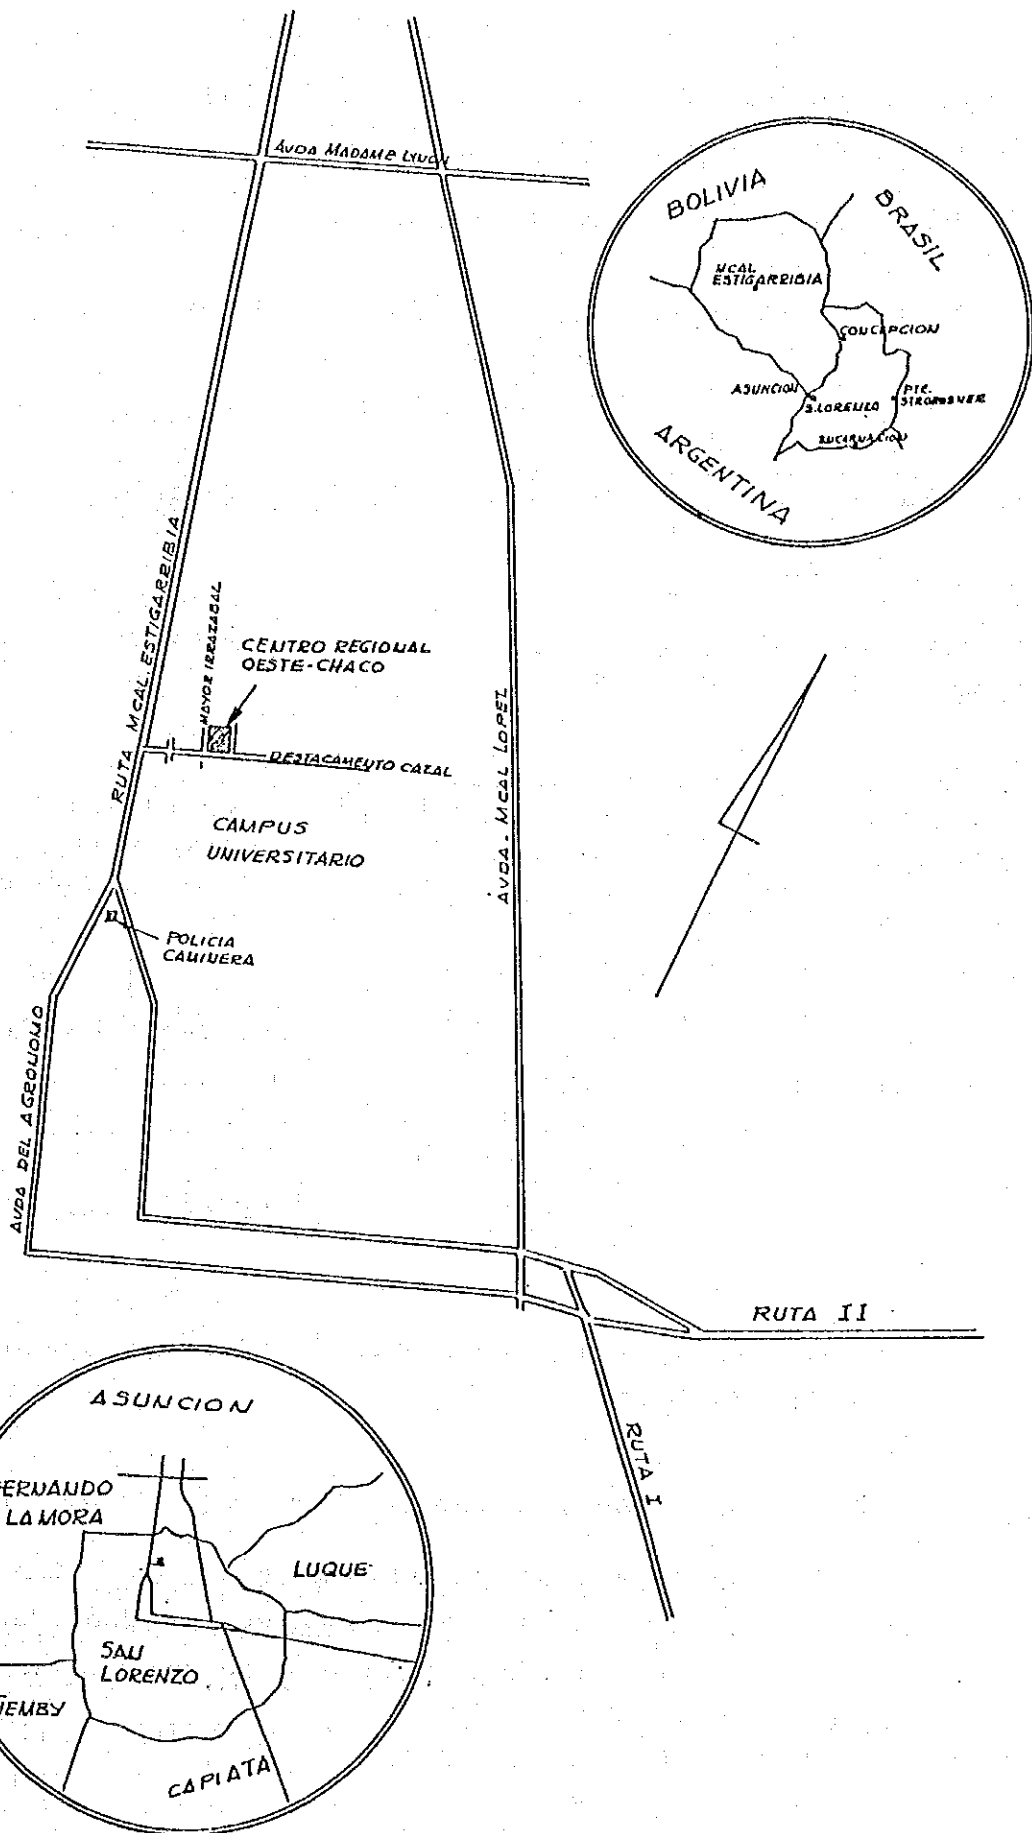 AVDA MADAME LYNCH
BOLIVIA
BRASIL
MCAL
ESTIGARRIBIA
CONCEPCION
ASUNCION
S.LORENZO
PTE.
STROESSNER
ENCARNACION
ARGENTINA
RUTA MCAL. ESTIGARRIBIA
MAYOR IRRAZABAL
CENTRO REGIONAL
OESTE-CHACO
DESTACAMENTO CAZAL
AVDA. MCAL LOPEZ
CAMPUS
UNIVERSITARIO
POLICIA
CAMINERA
AVDA DEL AGRONOMO
RUTA II
RUTA I
ASUNCION
FERNANDO
LA MORA
LUQUE
SAN
LORENZO
ÑEMBY
CAPIATA